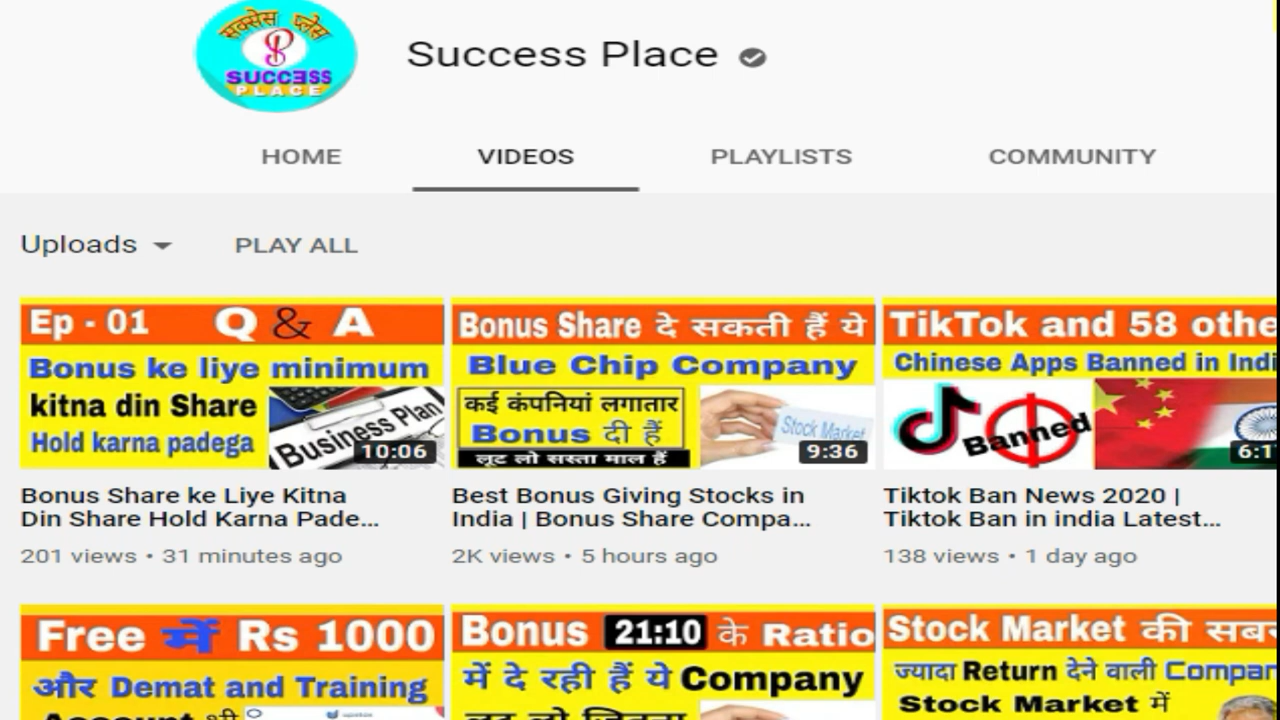 सक्सेस प्लेस
SUCCESS
PLACE
Success Place
HOME
VIDEOS
PLAYLISTS
COMMUNITY
Uploads
PLAY ALL
Ep - 01 Q & A
Bonus ke liye minimum
kitna din Share
Hold karna padega
Business Plan
10:06
Bonus Share ke Liye Kitna
Din Share Hold Karna Pade...
201 views • 31 minutes ago
Bonus Share दे सकती हैं ये
Blue Chip Company
कई कंपनियां लगातार
Bonus दी हैं
लूट लो सस्ता माल हैं
Stock Market
9:36
Best Bonus Giving Stocks in
India | Bonus Share Compa...
2K views • 5 hours ago
TikTok and 58 othe
Chinese Apps Banned in Indi
Banned
6:1
Tiktok Ban News 2020 |
Tiktok Ban in india Latest...
138 views • 1 day ago
Free में Rs 1000
और Demat and Training
Account भी
Bonus 21:10 के Ratio
में दे रही हैं ये Company
लूट लो जितना
Stock Market की सब
ज्यादा Return देने वाली Compan
Stock Market में